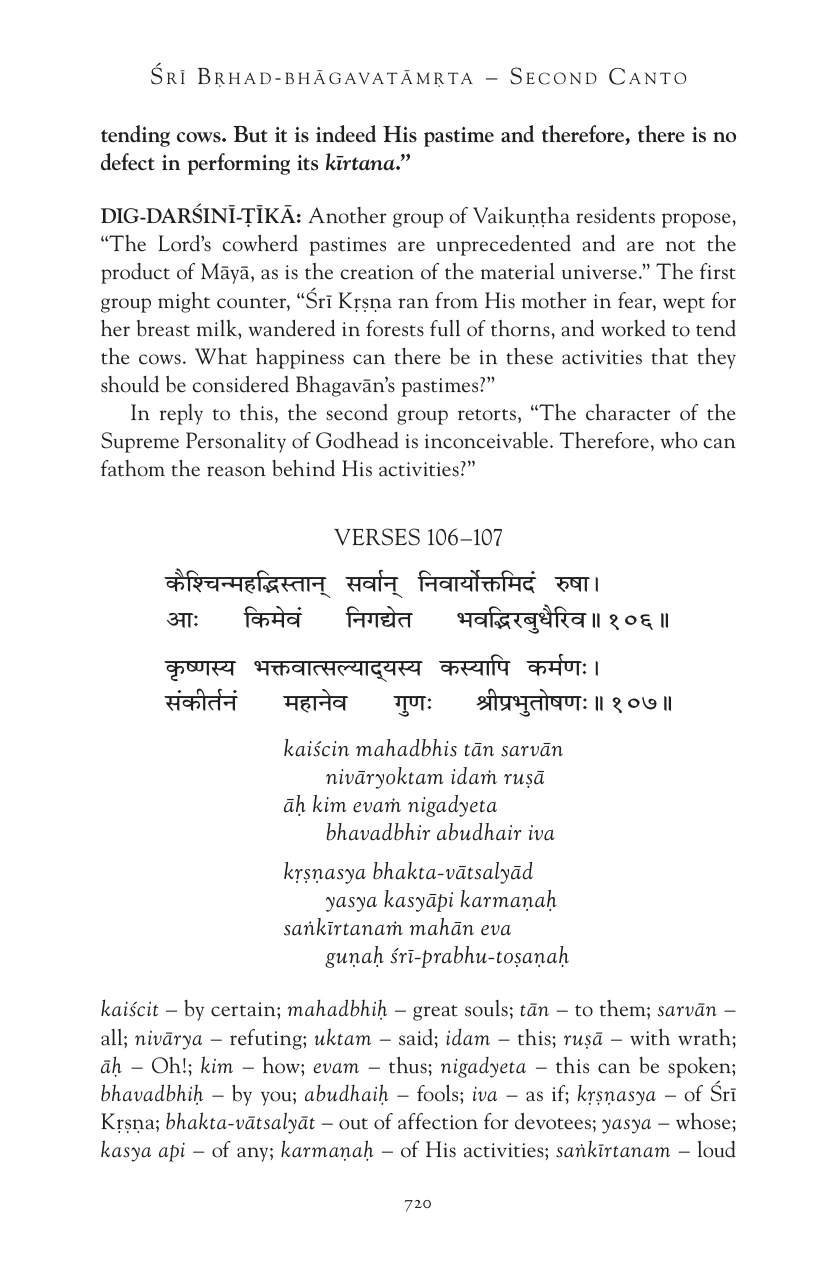 Śrī Bṛhad-bhāgavatāmṛta – Second Canto
tending cows. But it is indeed His pastime and therefore, there is no
defect in performing its kīrtana.”
DIG-DARŚINĪ-ṬĪKĀ: Another group of Vaikuṇṭha residents propose,
“The Lord’s cowherd pastimes are unprecedented and are not the
product of Māyā, as is the creation of the material universe.” The first
group might counter, “Śrī Kṛṣṇa ran from His mother in fear, wept for
her breast milk, wandered in forests full of thorns, and worked to tend
the cows. What happiness can there be in these activities that they
should be considered Bhagavān’s pastimes?”
In reply to this, the second group retorts, “The character of the
Supreme Personality of Godhead is inconceivable. Therefore, who can
fathom the reason behind His activities?”
VERSES 106–107
कैश्चिन्महद्भिस्तान् सर्वान् निवार्योक्तमिदं रुषा।
आः किमेवं निगद्येत भवद्भिरबुधैरिव॥१०६॥
कृष्णस्य भक्तवात्सल्याद्यस्य कस्यापि कर्मणः।
संकीर्तनं महानेव गुणः श्रीप्रभुतोषणः॥१०७॥
kaiścin mahadbhis tān sarvān
nivāryoktam idaṁ ruṣā
āḥ kim evaṁ nigadyeta
bhavadbhir abudhair iva
kṛṣṇasya bhakta-vātsalyād
yasya kasyāpi karmaṇaḥ
saṅkīrtanaṁ mahān eva
guṇaḥ śrī-prabhu-toṣaṇaḥ
kaiścit – by certain; mahadbhiḥ – great souls; tān – to them; sarvān –
all; nivārya – refuting; uktam – said; idam – this; ruṣā – with wrath;
āḥ – Oh!; kim – how; evam – thus; nigadyeta – this can be spoken;
bhavadbhiḥ – by you; abudhaiḥ – fools; iva – as if; kṛṣṇasya – of Śrī
Kṛṣṇa; bhakta-vātsalyāt – out of affection for devotees; yasya – whose;
kasya api – of any; karmaṇaḥ – of His activities; saṅkīrtanam – loud
720